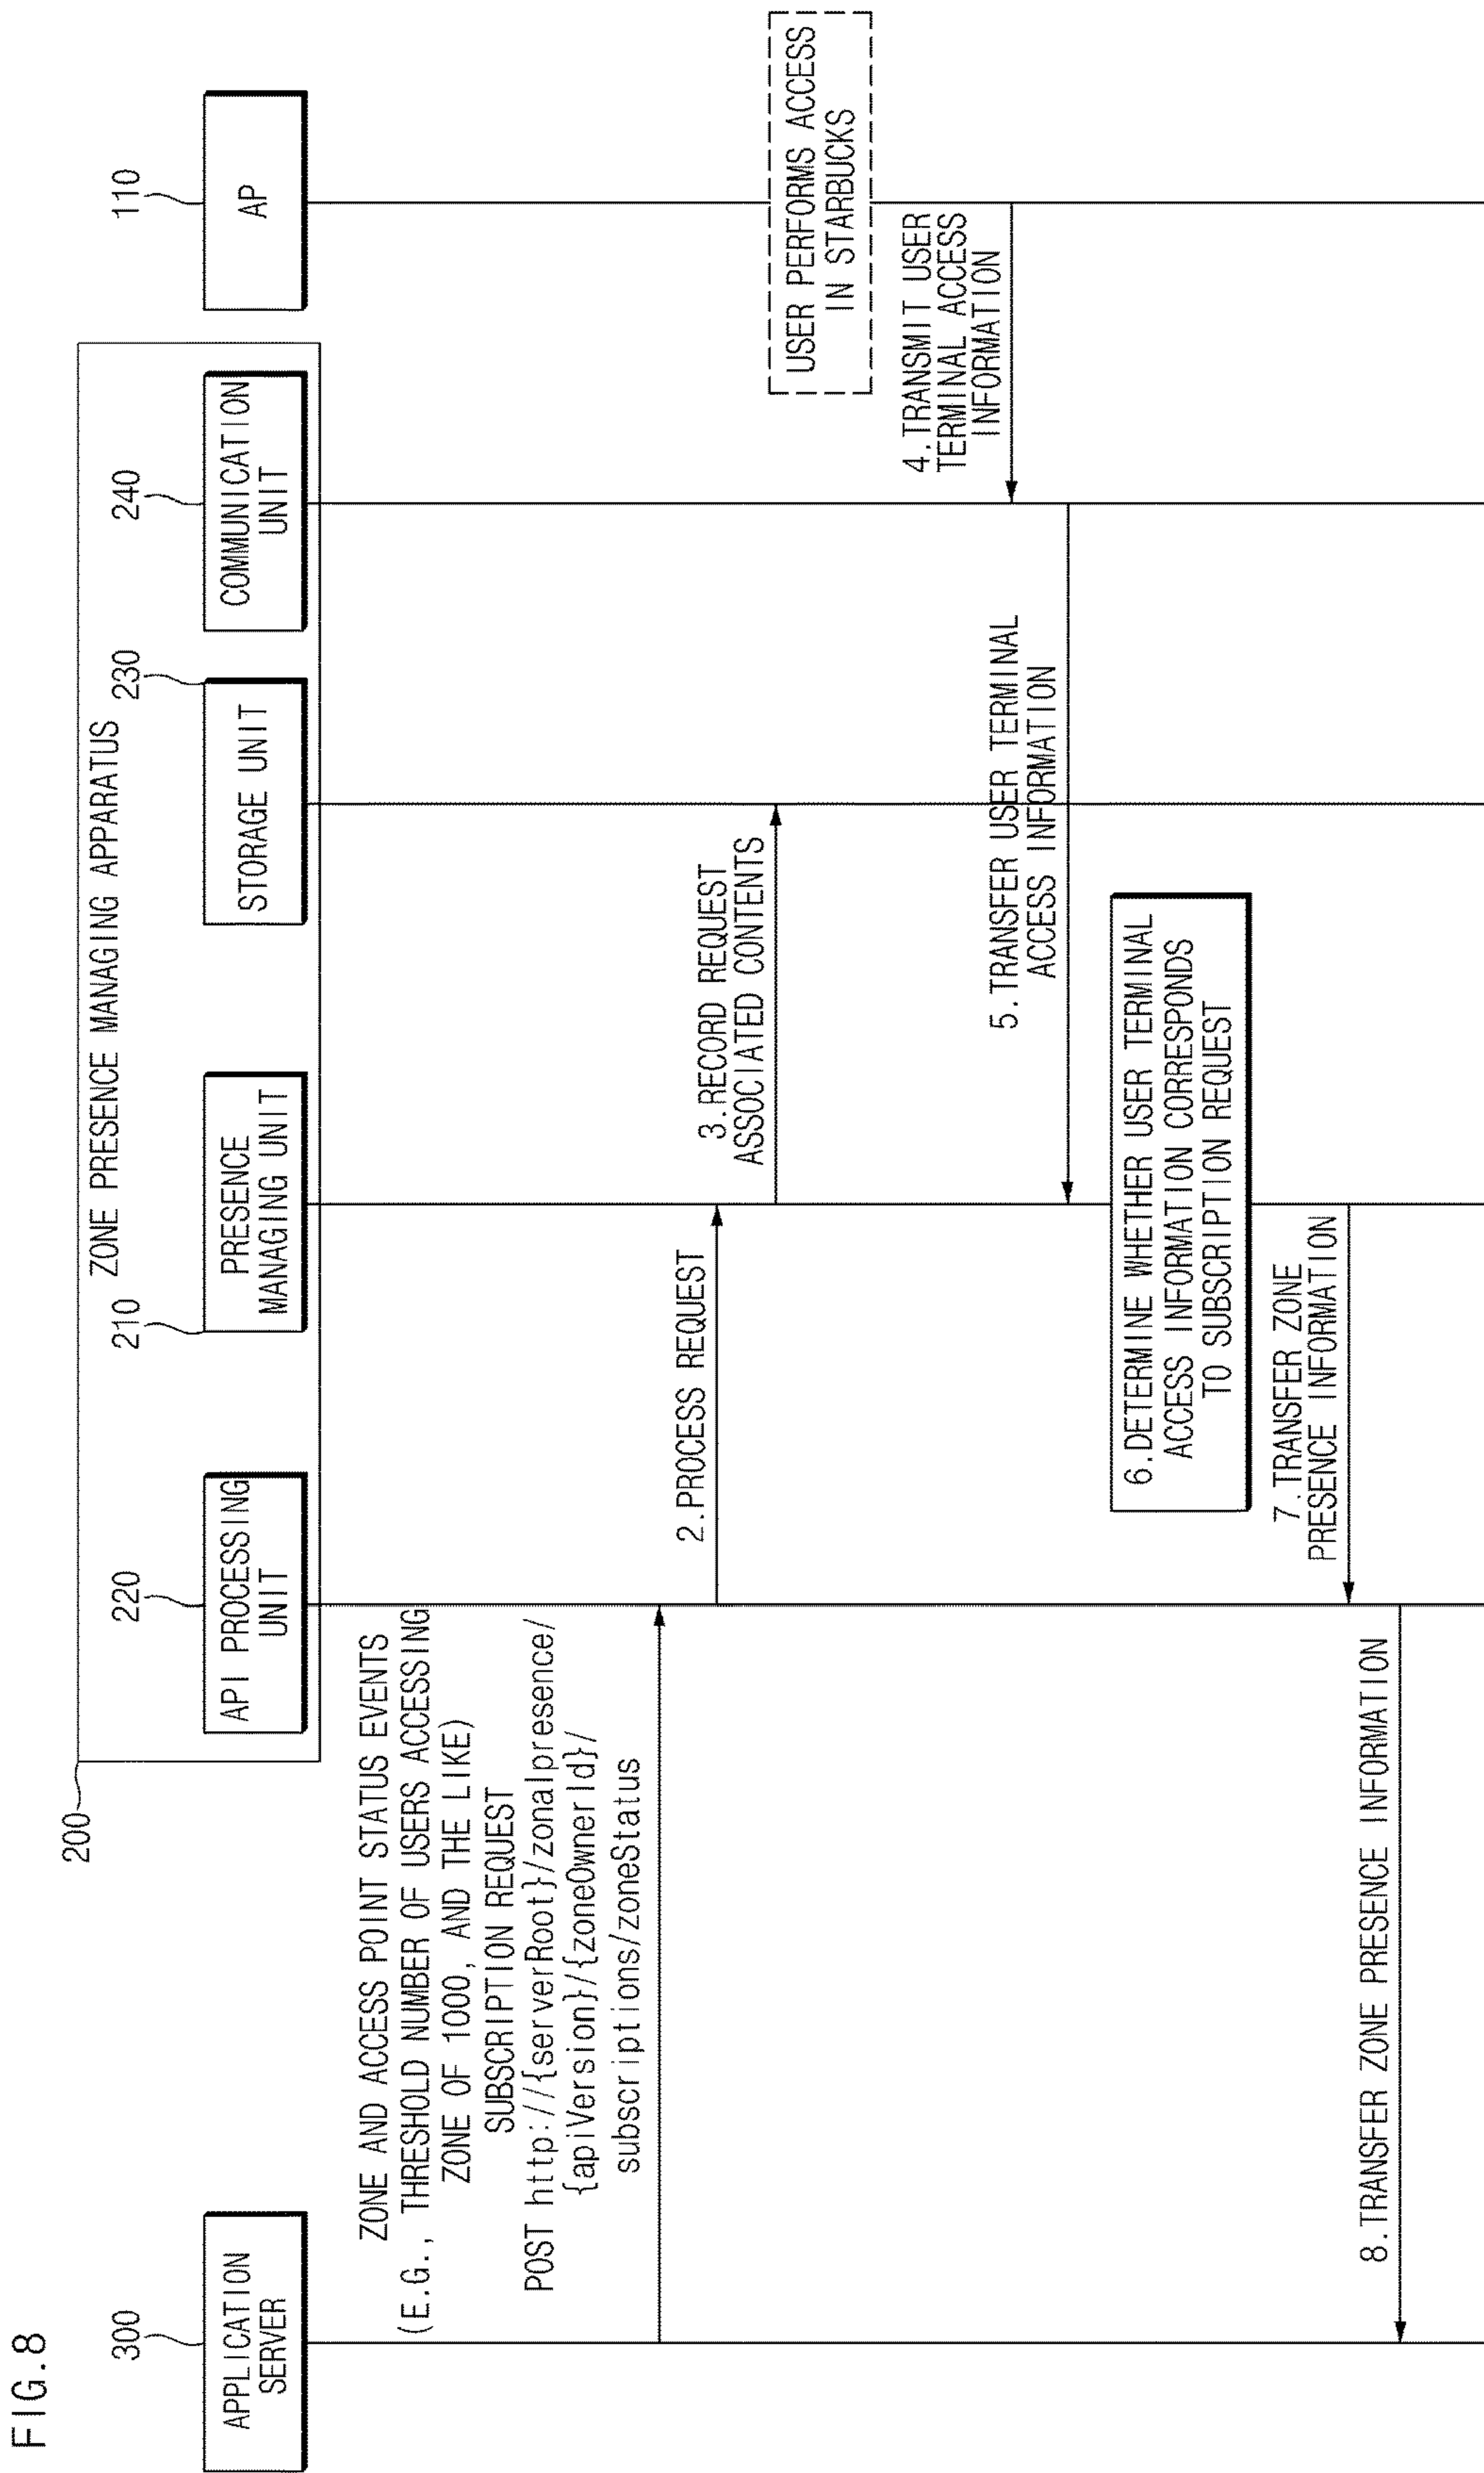 FIG.8
200
ZONE PRESENCE MANAGING APPARATUS
300
220
210
230
240
110
APPLICATION
SERVER
API PROCESSING
UNIT
PRESENCE
MANAGING UNIT
STORAGE UNIT
COMMUNICATION
UNIT
AP
ZONE AND ACCESS POINT STATUS EVENTS
(E.G., THRESHOLD NUMBER OF USERS ACCESSING
ZONE OF 1000, AND THE LIKE)
SUBSCRIPTION REQUEST
POST http://{serverRoot}/zonalpresence/
{apiVersion}/{zoneOwnerId}/
subscriptions/zoneStatus
2.PROCESS REQUEST
3.RECORD REQUEST
ASSOCIATED CONTENTS
USER PERFORMS ACCESS
IN STARBUCKS
4.TRANSMIT USER
TERMINAL ACCESS
INFORMATION
5.TRANSFER USER TERMINAL
ACCESS INFORMATION
6.DETERMINE WHETHER USER TERMINAL
ACCESS INFORMATION CORRESPONDS
TO SUBSCRIPTION REQUEST
7.TRANSFER ZONE
PRESENCE INFORMATION
8.TRANSFER ZONE PRESENCE INFORMATION